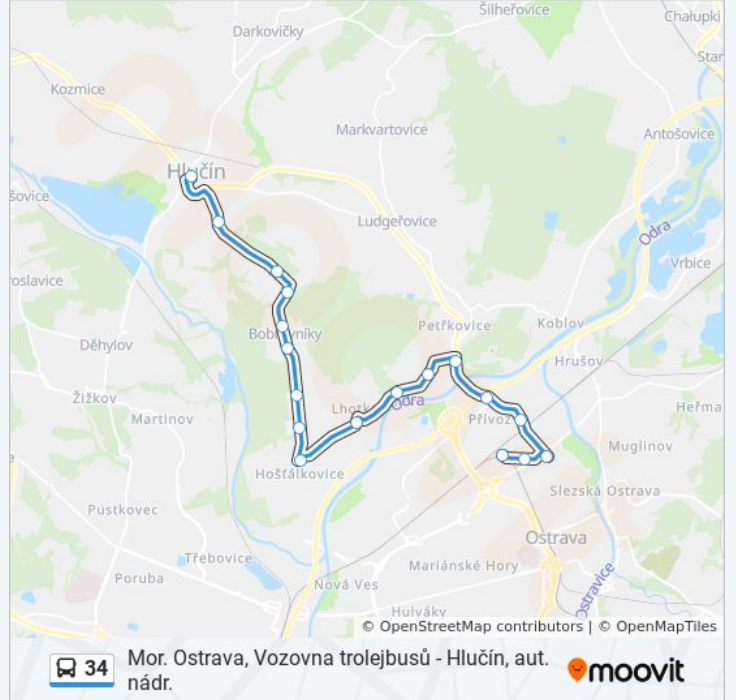 Šilheřovice
Chałupki
Darkovičky
Star
Kozmice
Markvartovice
Antošovice
Hlučín
šovice
Ludgeřovice
Odra
Vrbice
roslavice
Petřkovice
Koblov
Děhylov
Hrušov
Žižkov
Odra
Heřma
Martinov
Přívoz
Muglinov
Hošťálkovice
Slezská Ostrava
Pustkovec
Ostrava
Třebovice
Mariánské Hory
Poruba
Nová Ves
Ostravice
Hulváky
© OpenStreetMap contributors | © OpenMapTiles
34
Mor. Ostrava, Vozovna trolejbusů - Hlučín, aut.
nádr.
moovit